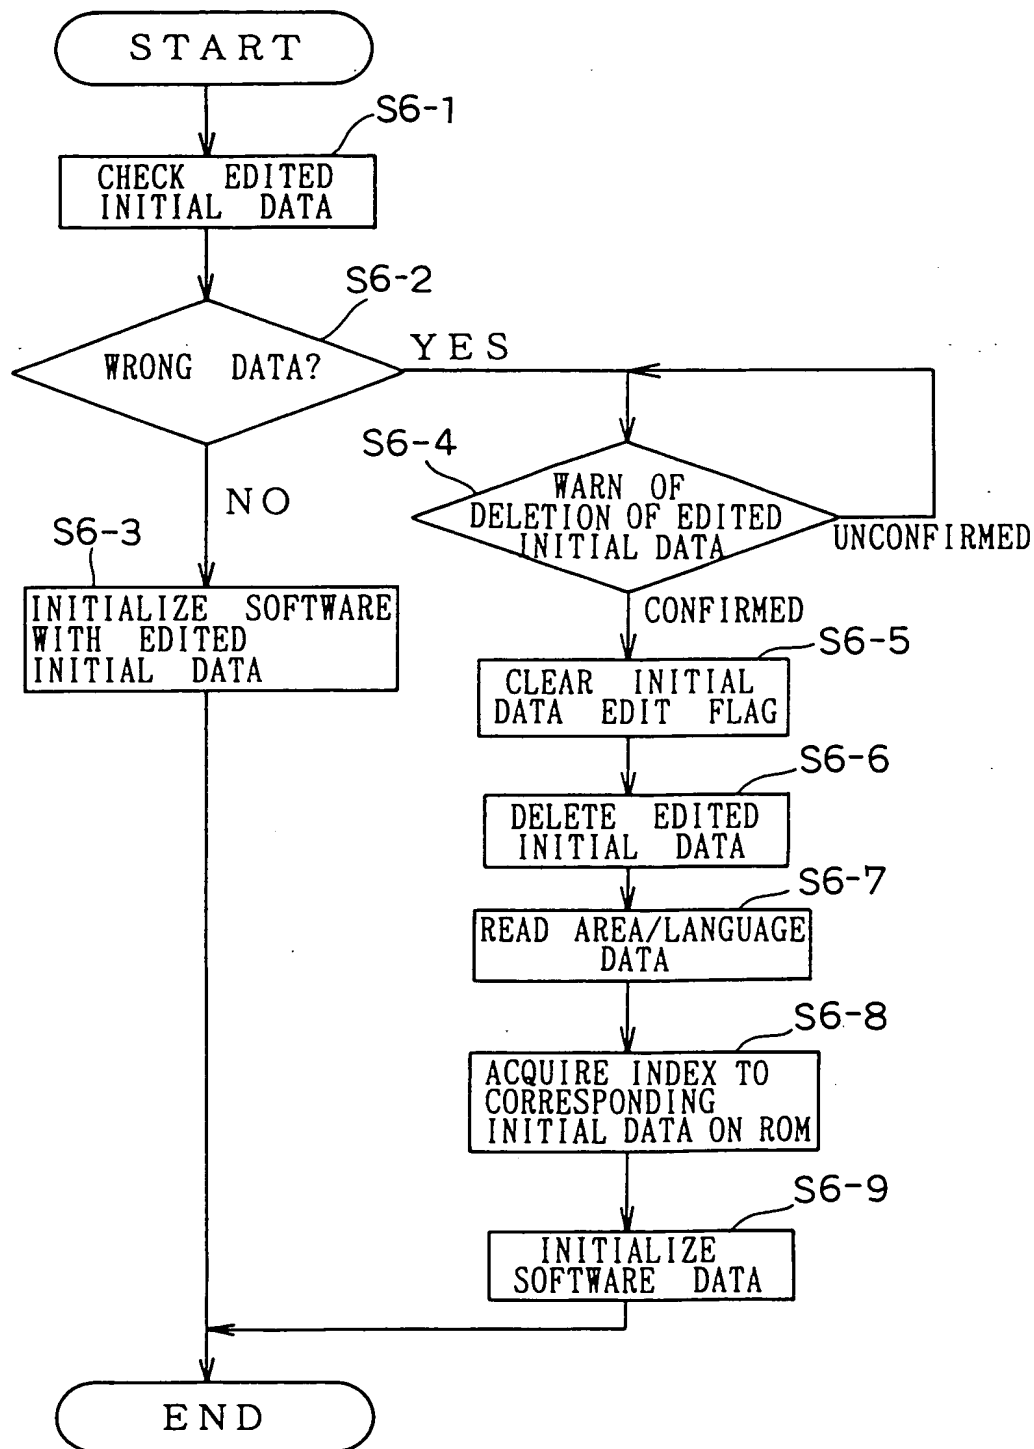 START
S6-1
CHECK EDITED
INITIAL DATA
S6-2
WRONG DATA?
YES
NO
S6-3
INITIALIZE SOFTWARE
WITH EDITED
INITIAL DATA
S6-4
WARN OF
DELETION OF EDITED
INITIAL DATA
UNCONFIRMED
CONFIRMED
S6-5
CLEAR INITIAL
DATA EDIT FLAG
S6-6
DELETE EDITED
INITIAL DATA
S6-7
READ AREA/LANGUAGE
DATA
S6-8
ACQUIRE INDEX TO
CORRESPONDING
INITIAL DATA ON ROM
S6-9
INITIALIZE
SOFTWARE DATA
END